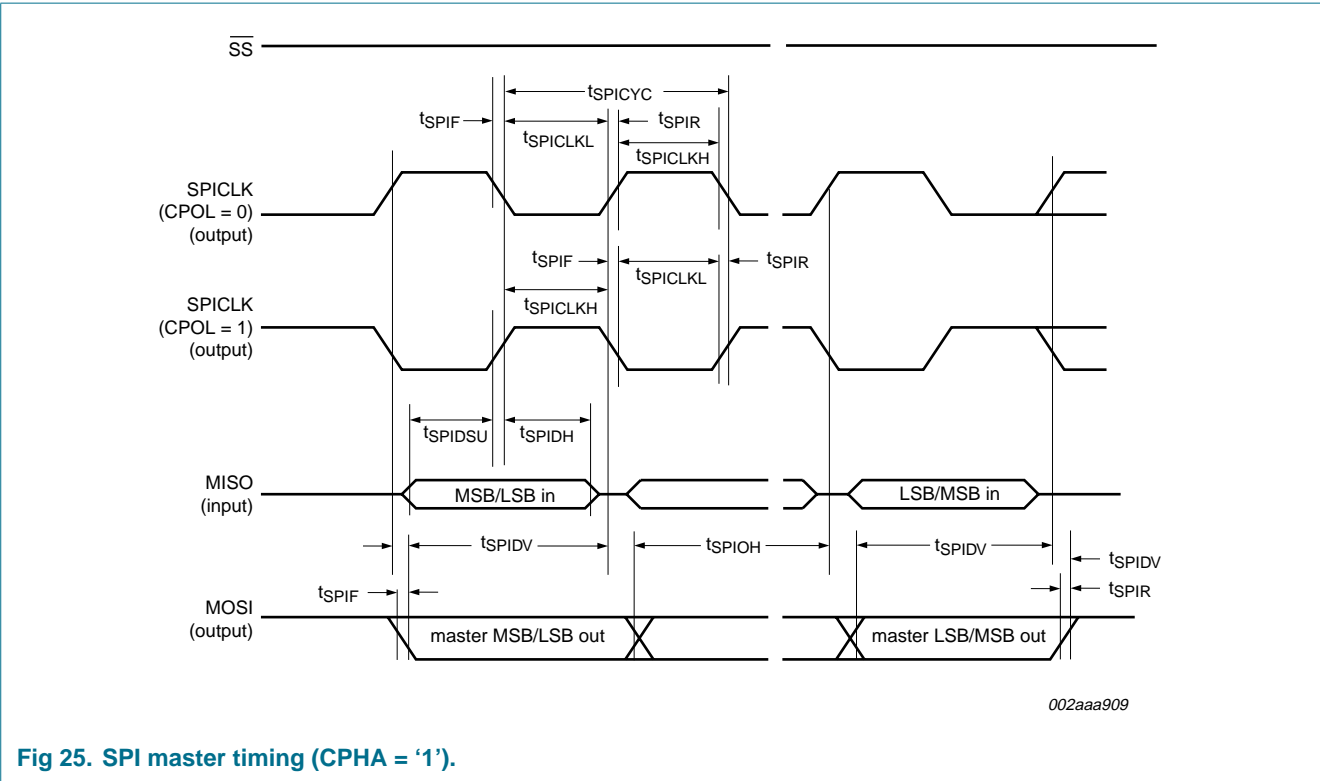 SS
tSPICYC
tSPIF
tSPIR
tSPICLKL
tSPICLKH
SPICLK
(CPOL = 0)
(output)
tSPIF
tSPICLKL
tSPIR
tSPICLKH
SPICLK
(CPOL = 1)
(output)
tSPIDSU
tSPIDH
MISO
(input)
MSB/LSB in
LSB/MSB in
tSPIDV
tSPIOH
tSPIDV
tSPIDV
tSPIF
tSPIR
MOSI
(output)
master MSB/LSB out
master LSB/MSB out
002aaa909
Fig 25. SPI master timing (CPHA = ‘1’).